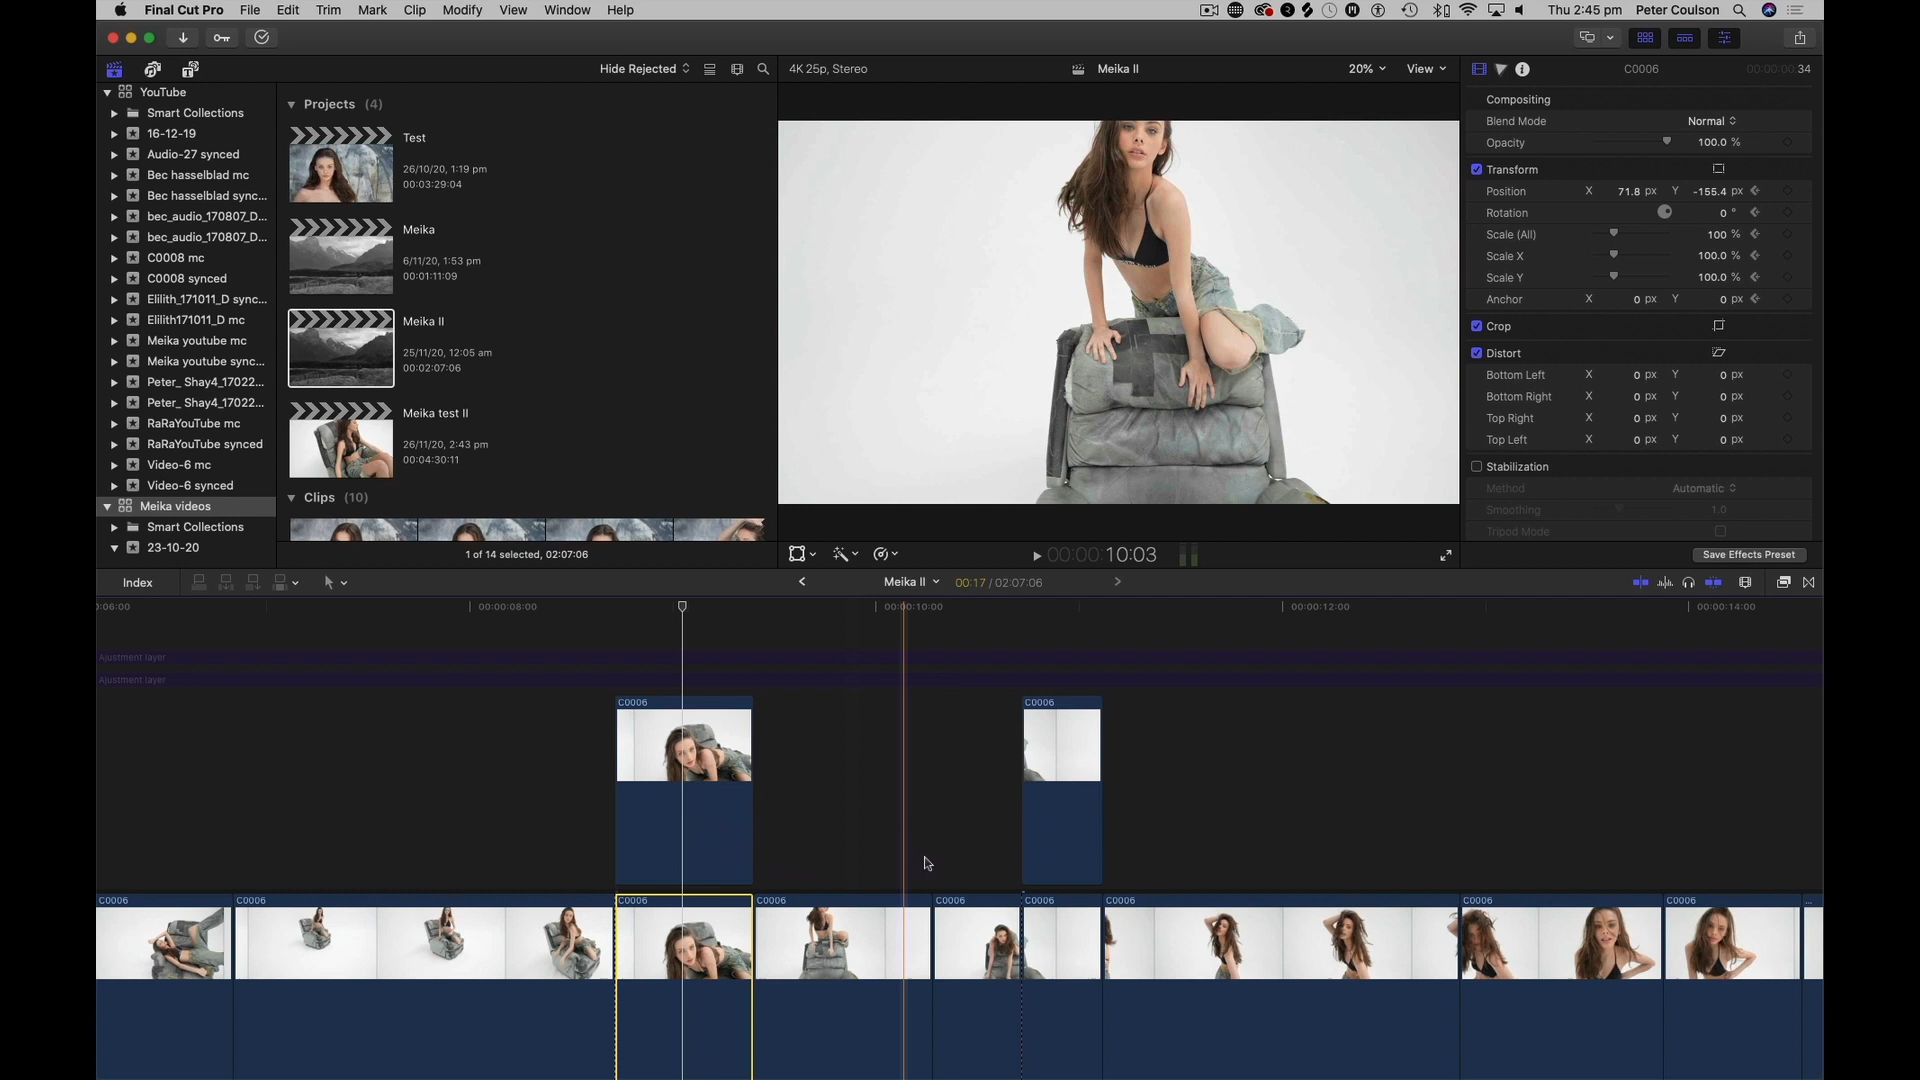 Final Cut Pro File Edit Trim Mark Clip Modify View Window Help Thu 2:45 pm Peter Coulson
Hide Rejected 4K 25p, Stereo Meika II 20% View C0006 00:00:00:34
YouTube
Smart Collections
16-12-19
Audio-27 synced
Bec hasselblad mc
Bec hasselblad sync...
bec_audio_170807_D...
bec_audio_170807_D...
C0008 mc
C0008 synced
Elilith_171011_D sync...
Elilith171011_D mc
Meika youtube mc
Meika youtube sync...
Peter_ Shay4_17022...
Peter_ Shay4_17022...
RaRaYouTube mc
RaRaYouTube synced
Video-6 mc
Video-6 synced
Meika videos
Smart Collections
23-10-20
Projects (4)
Test
26/10/20, 1:19 pm
00:03:29:04
Meika
6/11/20, 1:53 pm
00:01:11:09
Meika II
25/11/20, 12:05 am
00:02:07:06
Meika test II
26/11/20, 2:43 pm
00:04:30:11
Clips (10)
1 of 14 selected, 02:07:06
00:00:10:03
Compositing
Blend Mode Normal
Opacity 100.0 %
Transform
Position X 71.8 px Y -155.4 px
Rotation 0 °
Scale (All) 100 %
Scale X 100.0 %
Scale Y 100.0 %
Anchor X 0 px Y 0 px
Crop
Distort
Bottom Left X 0 px Y 0 px
Bottom Right X 0 px Y 0 px
Top Right X 0 px Y 0 px
Top Left X 0 px Y 0 px
Stabilization
Method Automatic
Smoothing 1.0
Tripod Mode
Save Effects Preset
Index Meika II 00:17 / 02:07:06
0:06:00 00:00:08:00 00:00:10:00 00:00:12:00 00:00:14:00
Ajustment layer
Ajustment layer
C0006 C0006
C0006 C0006 C0006 C0006 C0006 C0006 C0006 C0006 C0006 ...